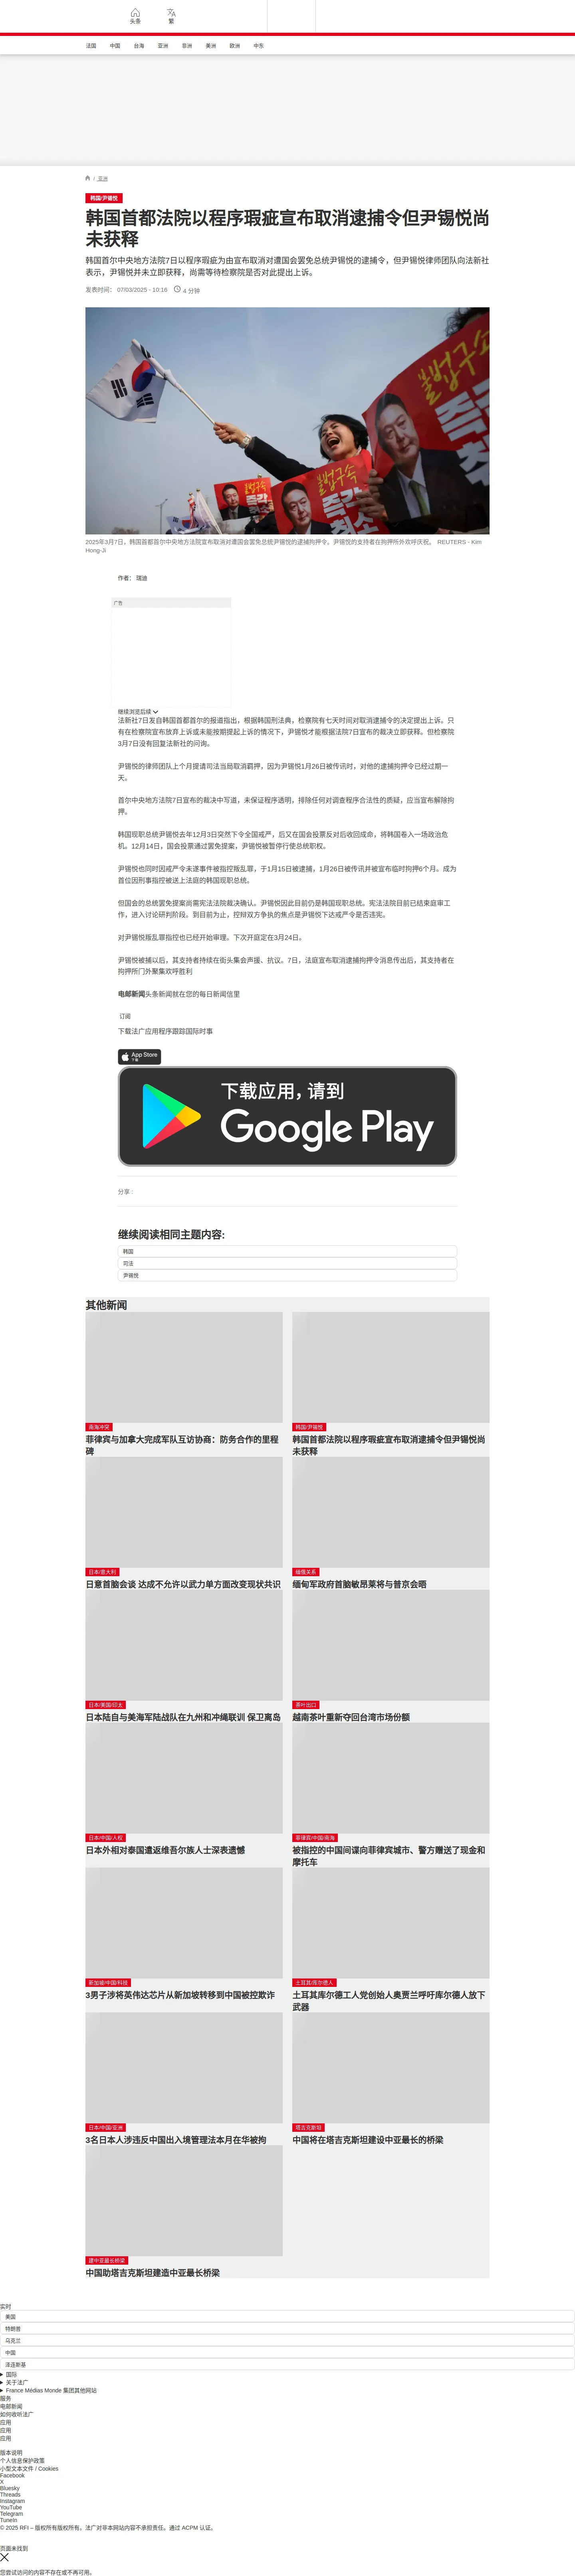 头条
繁
法国
中国
台海
亚洲
非洲
美洲
欧洲
中东
/ 亚洲
韩国/尹锡悦
韩国首都法院以程序瑕疵宣布取消逮捕令但尹锡悦尚
未获释
韩国首尔中央地方法院7日以程序瑕疵为由宣布取消对遭国会罢免总统尹锡悦的逮捕令，但尹锡悦律师团队向法新社
表示，尹锡悦并未立即获释，尚需等待检察院是否对此提出上诉。
发表时间： 07/03/2025 - 10:16 4 分钟
불법구속
즉각
취소
2025年3月7日，韩国首都首尔中央地方法院宣布取消对遭国会罢免总统尹锡悦的逮捕拘押令。尹锡悦的支持者在拘押所外欢呼庆祝。 REUTERS - Kim
Hong-Ji
作者： 瑞迪
广告
继续浏览后续
法新社7日发自韩国首都首尔的报道指出，根据韩国刑法典，检察院有七天时间对取消逮捕令的决定提出上诉。只
有在检察院宣布放弃上诉或未能按期提起上诉的情况下，尹锡悦才能根据法院7日宣布的裁决立即获释。但检察院
3月7日没有回复法新社的问询。
尹锡悦的律师团队上个月提请司法当局取消羁押，因为尹锡悦1月26日被传讯时，对他的逮捕拘押令已经过期一
天。
首尔中央地方法院7日宣布的裁决中写道，未保证程序透明，排除任何对调查程序合法性的质疑，应当宣布解除拘
押。
韩国现职总统尹锡悦去年12月3日突然下令全国戒严，后又在国会投票反对后收回成命，将韩国卷入一场政治危
机。12月14日，国会投票通过罢免提案，尹锡悦被暂停行使总统职权。
尹锡悦也同时因戒严令未遂事件被指控叛乱罪，于1月15日被逮捕，1月26日被传讯并被宣布临时拘押6个月。成为
首位因刑事指控被送上法庭的韩国现职总统。
但国会的总统罢免提案尚需宪法法院裁决确认。尹锡悦因此目前仍是韩国现职总统。宪法法院目前已结束庭审工
作，进入讨论研判阶段。到目前为止，控辩双方争执的焦点是尹锡悦下达戒严令是否违宪。
对尹锡悦叛乱罪指控也已经开始审理。下次开庭定在3月24日。
尹锡悦被捕以后，其支持者持续在街头集会声援、抗议。7日，法庭宣布取消逮捕拘押令消息传出后，其支持者在
拘押所门外聚集欢呼胜利
电邮新闻头条新闻就在您的每日新闻信里
订阅
下载法广应用程序跟踪国际时事
App Store
下载
下载应用，请到
Google Play
分享 :
继续阅读相同主题内容:
韩国
司法
尹锡悦
其他新闻
南海冲突
菲律宾与加拿大完成军队互访协商：防务合作的里程
碑
韩国/尹锡悦
韩国首都法院以程序瑕疵宣布取消逮捕令但尹锡悦尚
未获释
日本/意大利
日意首脑会谈 达成不允许以武力单方面改变现状共识
缅俄关系
缅甸军政府首脑敏昂莱将与普京会晤
日本/美国/印太
日本陆自与美海军陆战队在九州和冲绳联训 保卫离岛
茶叶出口
越南茶叶重新夺回台湾市场份额
日本/中国/人权
日本外相对泰国遣返维吾尔族人士深表遗憾
菲律宾/中国/南海
被指控的中国间谍向菲律宾城市、警方赠送了现金和
摩托车
新加坡/中国/科技
3男子涉将英伟达芯片从新加坡转移到中国被控欺诈
土耳其/库尔德人
土耳其库尔德工人党创始人奥贾兰呼吁库尔德人放下
武器
日本/中国/亚洲
3名日本人涉违反中国出入境管理法本月在华被拘
塔吉克斯坦
中国将在塔吉克斯坦建设中亚最长的桥梁
建中亚最长桥梁
中国助塔吉克斯坦建造中亚最长桥梁
实时
美国
特朗普
乌克兰
中国
泽连斯基
国际
关于法广
France Médias Monde 集团其他网站
服务
电邮新闻
如何收听法广
应用
应用
应用
版本说明
个人信息保护政策
小型文本文件 / Cookies
Facebook
X
Bluesky
Threads
Instagram
YouTube
Telegram
TuneIn
© 2025 RFI – 版权所有版权所有。法广对非本网站内容不承担责任。通过 ACPM 认证。
页面未找到
您尝试访问的内容不存在或不再可用。